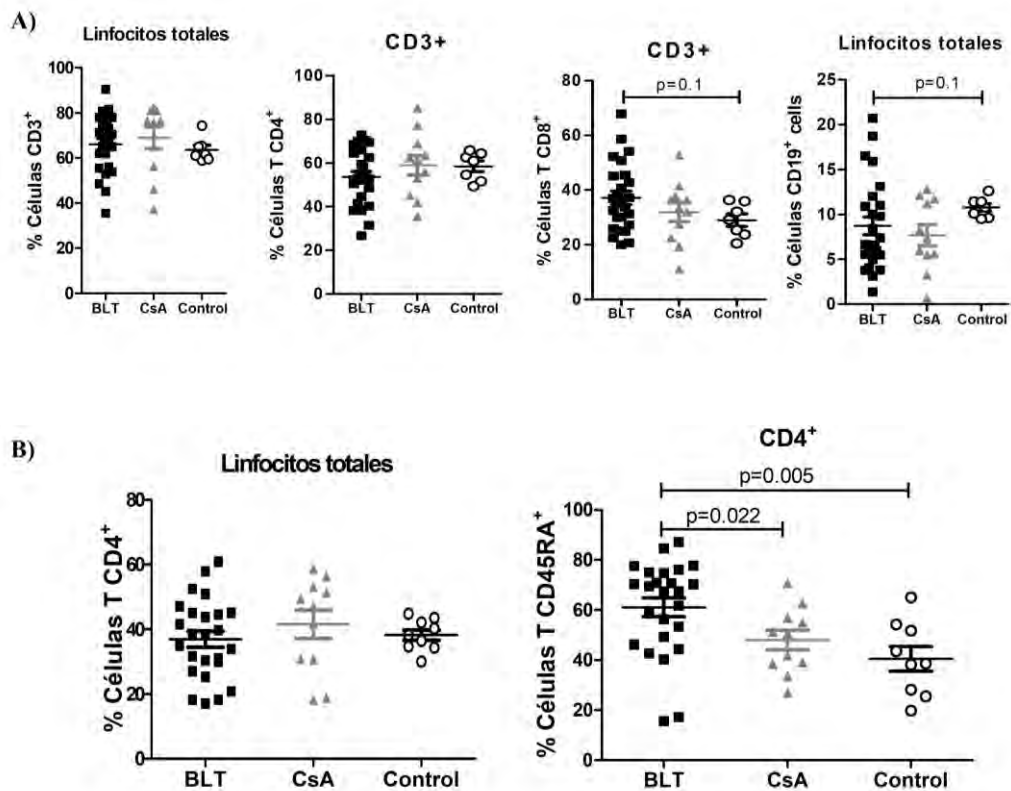 A)
Linfocitos totales
% Células CD3+
100
80
60
40
20
0
BLT CsA Control
CD3+
% Células T CD4+
100
80
60
40
20
0
BLT CsA Control
CD3+
p=0.1
% Células T CD8+
80
60
40
20
0
BLT CsA Control
Linfocitos totales
p=0.1
% Células CD19+ cells
25
20
15
10
5
0
BLT CsA Control
B)
Linfocitos totales
% Células T CD4+
80
60
40
20
0
BLT CsA Control
CD4+
p=0.005
p=0.022
% Células T CD45RA+
100
80
60
40
20
0
BLT CsA Control